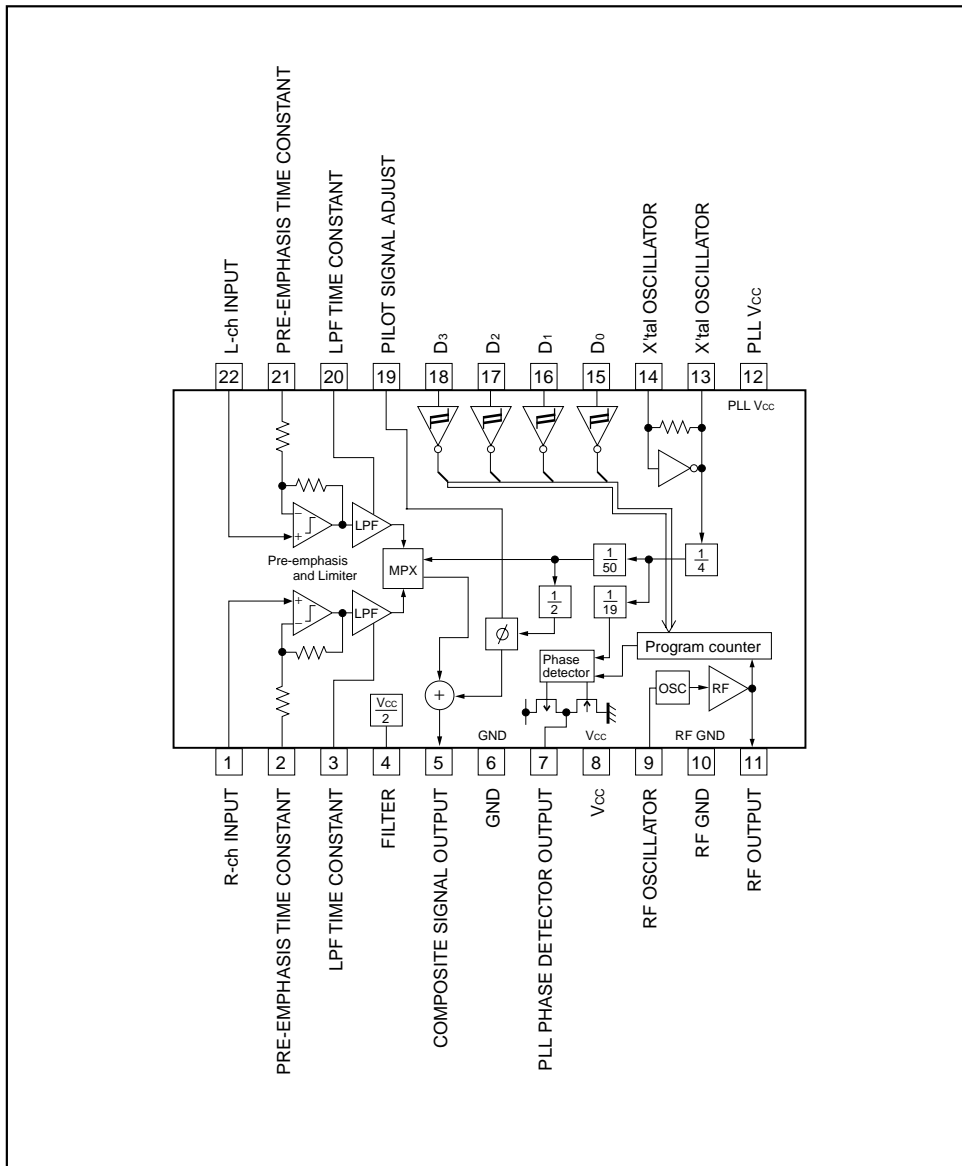 L-ch INPUT
PRE-EMPHASIS TIME CONSTANT
LPF TIME CONSTANT
PILOT SIGNAL ADJUST
D3
D2
D1
D0
X'tal OSCILLATOR
X'tal OSCILLATOR
PLL VCC
22
21
20
19
18
17
16
15
14
13
12
PLL VCC
−
+
LPF
Pre-emphasis
and Limiter
MPX
1
50
1
4
1
2
1
19
+
−
LPF
ϕ
Program counter
Phase
detector
OSC
RF
+
VCC
2
GND
VCC
RF GND
1
2
3
4
5
6
7
8
9
10
11
R-ch INPUT
PRE-EMPHASIS TIME CONSTANT
LPF TIME CONSTANT
FILTER
COMPOSITE SIGNAL OUTPUT
GND
PLL PHASE DETECTOR OUTPUT
VCC
RF OSCILLATOR
RF GND
RF OUTPUT